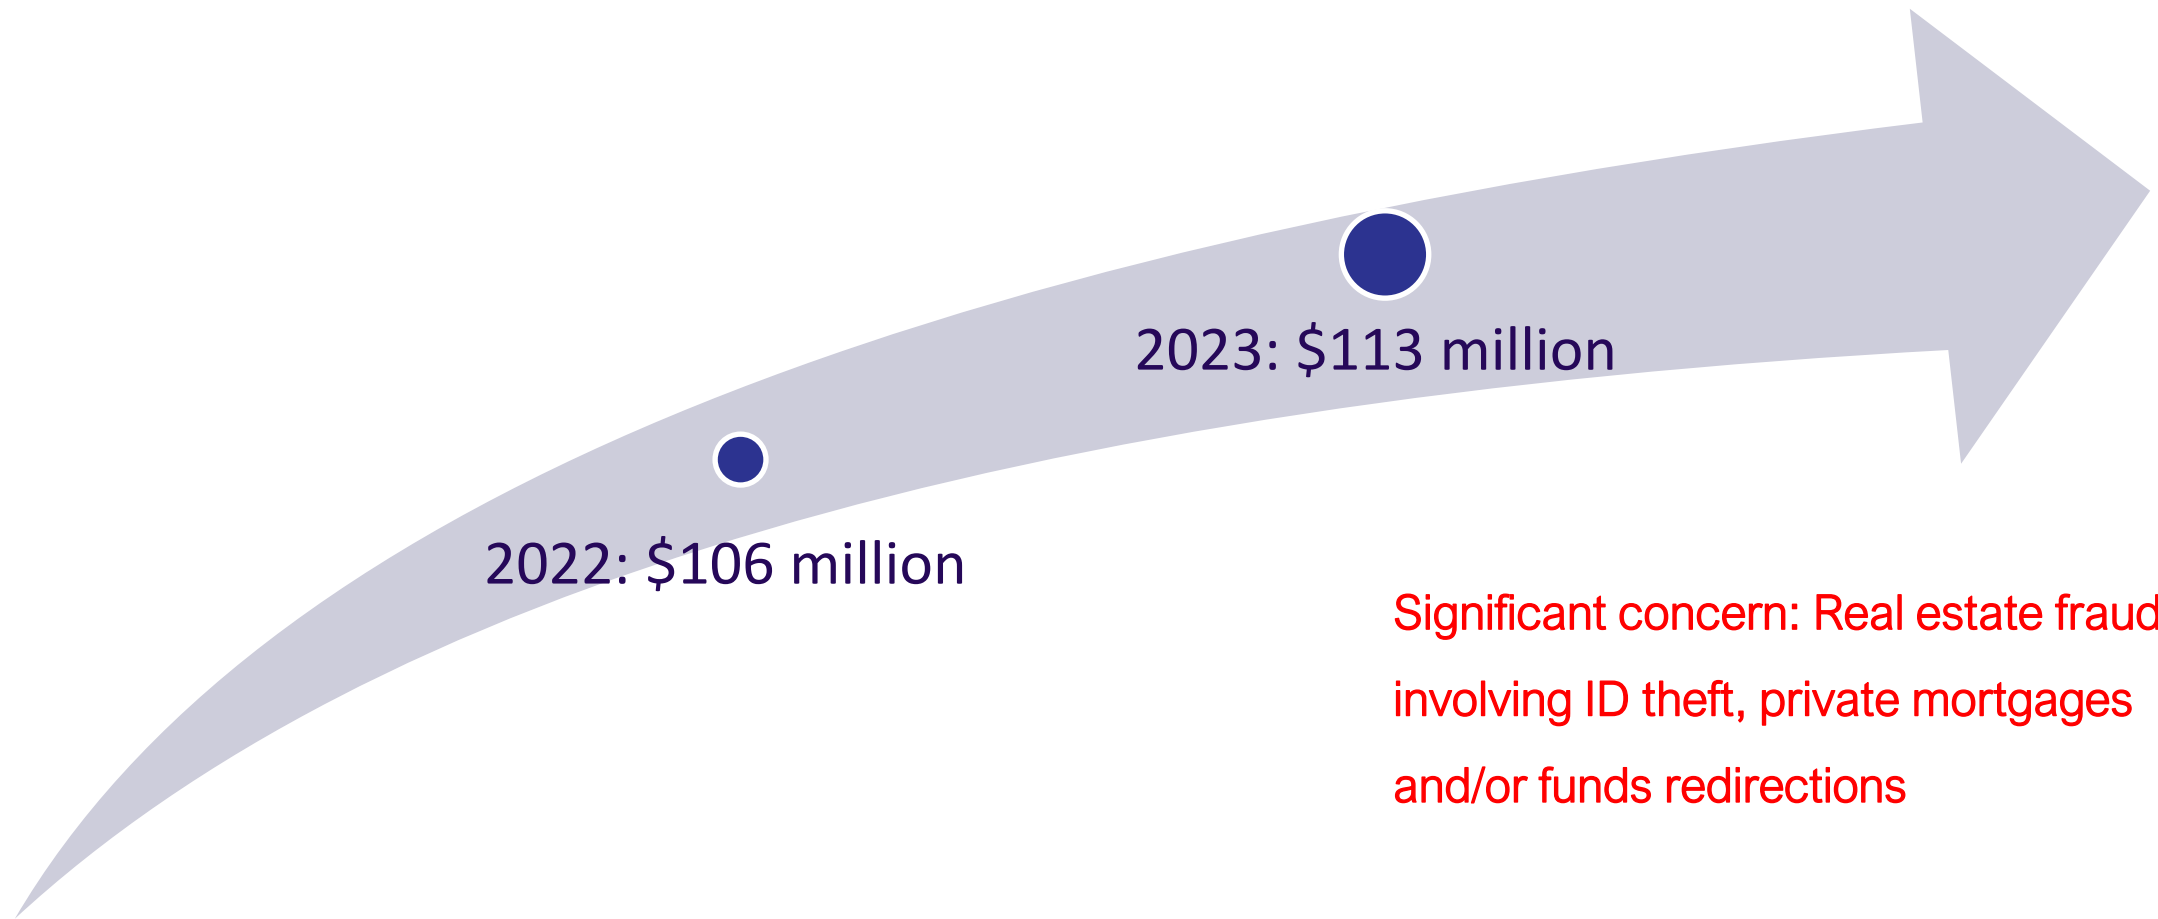 2023: $113 million
2022: $106 million
Significant concern: Real estate fraud
involving ID theft, private mortgages
and/or funds redirections